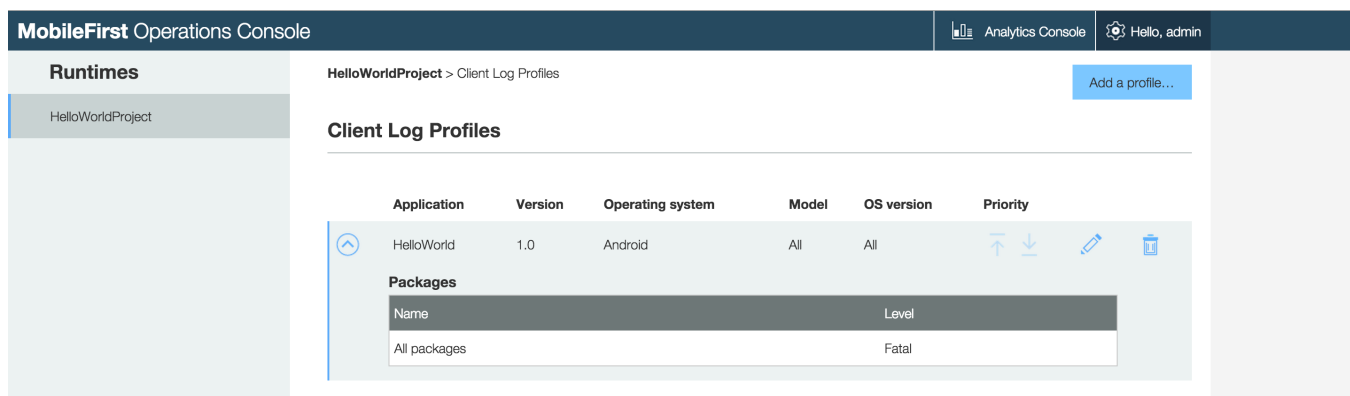 MobileFirst Operations Console
Analytics Console
Hello, admin
Runtimes
HelloWorldProject
HelloWorldProject > Client Log Profiles
Add a profile...
Client Log Profiles
Application Version Operating system Model OS version Priority
HelloWorld 1.0 Android All All
Packages
Name Level
All packages Fatal